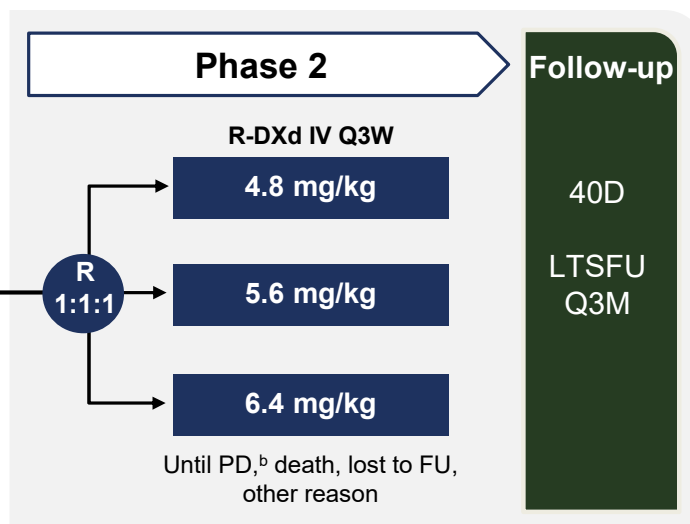 Phase 2
R-DXd IV Q3W
R
1:1:1
4.8 mg/kg
5.6 mg/kg
6.4 mg/kg
Until PD,ᵇ death, lost to FU,
other reason
Follow-up
40D
LTSFU
Q3M